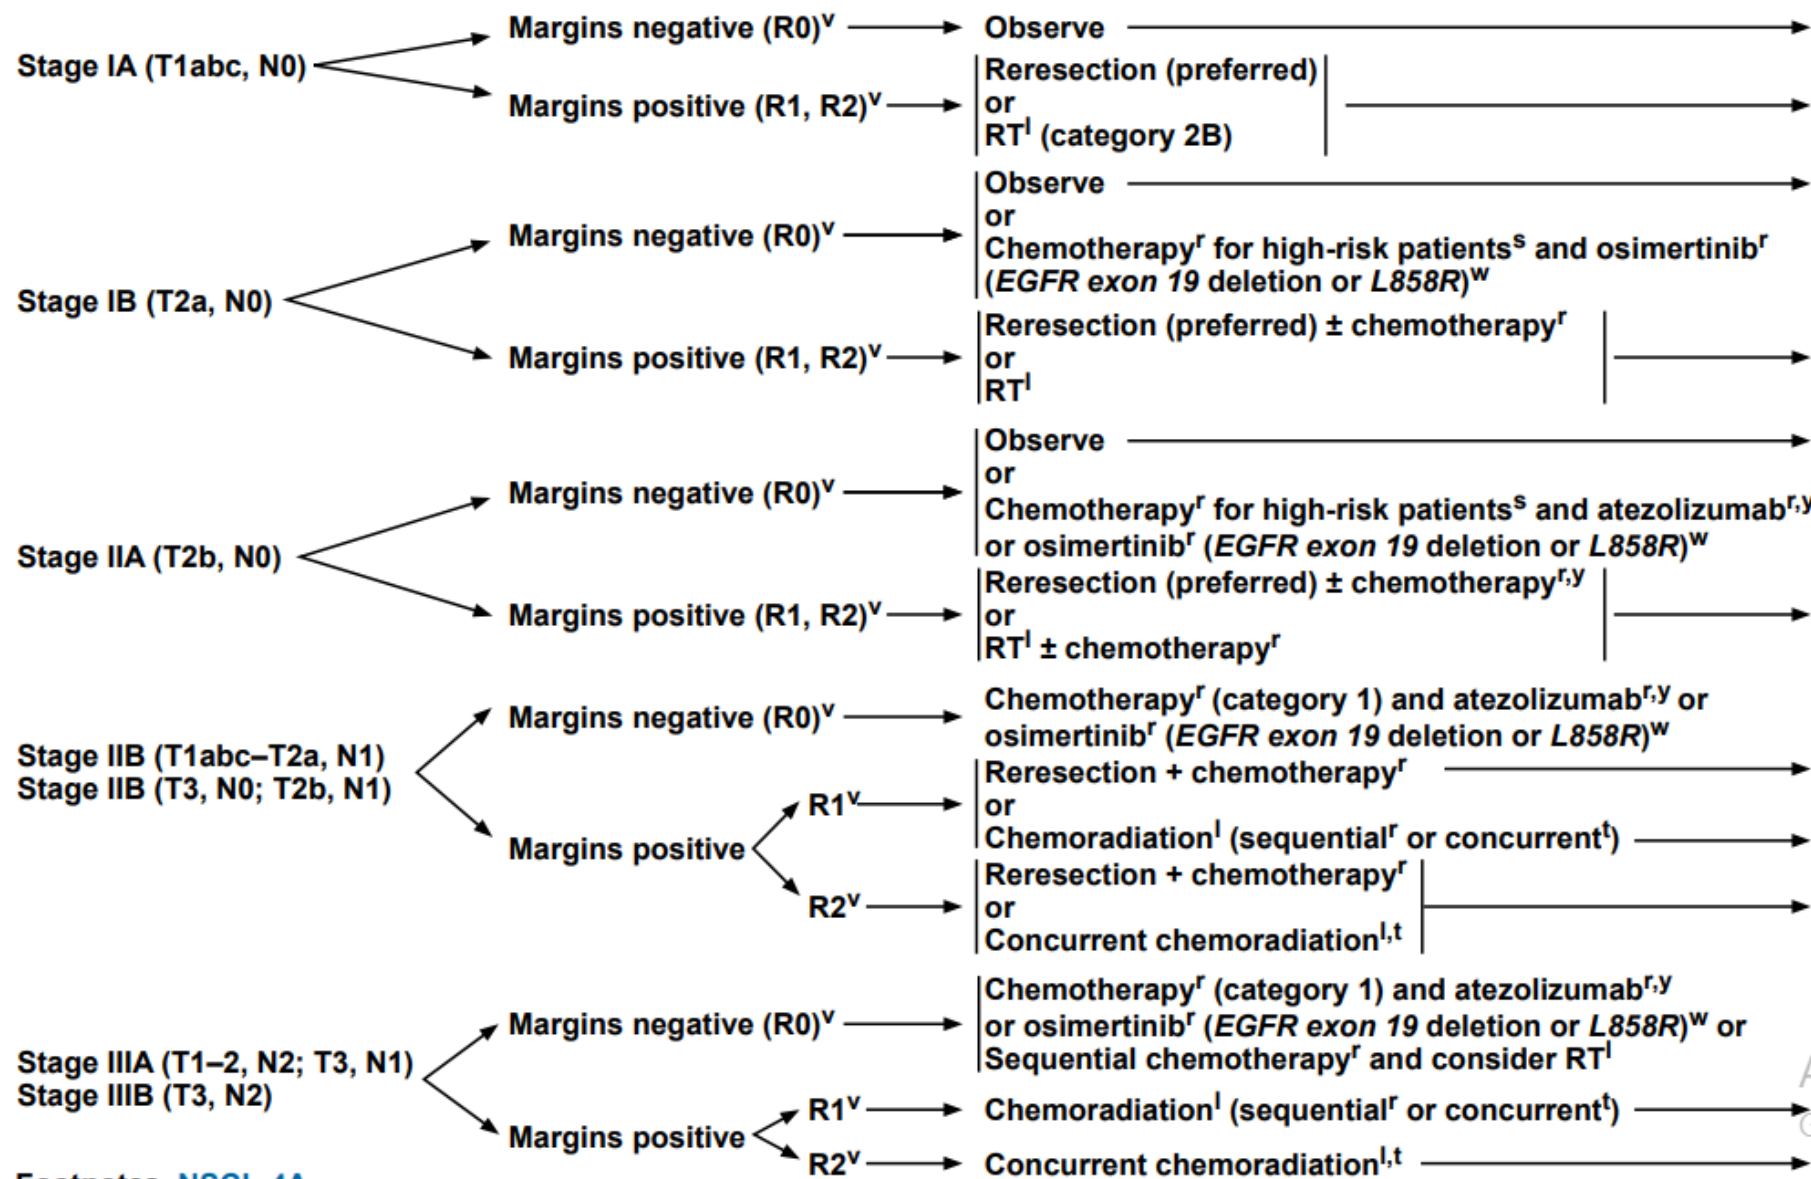 Margins negative (R0)v
Observe
Stage IA (T1abc, N0)
Margins positive (R1, R2)v
Reresection (preferred)
or
RTl (category 2B)
Stage IB (T2a, N0)
Margins negative (R0)v
Observe
or
Chemotherapyr for high-risk patientss and osimertinibr
(EGFR exon 19 deletion or L858R)w
Margins positive (R1, R2)v
Reresection (preferred) ± chemotherapyr
or
RTl
Stage IIA (T2b, N0)
Margins negative (R0)v
Observe
or
Chemotherapyr for high-risk patientss and atezolizumabr,y
or osimertinibr (EGFR exon 19 deletion or L858R)w
Margins positive (R1, R2)v
Reresection (preferred) ± chemotherapyr,y
or
RTl ± chemotherapyr
Stage IIB (T1abc–T2a, N1)
Stage IIB (T3, N0; T2b, N1)
Margins negative (R0)v
Chemotherapyr (category 1) and atezolizumabr,y or
osimertinibr (EGFR exon 19 deletion or L858R)w
Margins positive
R1v
Reresection + chemotherapyr
or
Chemoradiationl (sequentialr or concurrentt)
R2v
Reresection + chemotherapyr
or
Concurrent chemoradiationl,t
Stage IIIA (T1–2, N2; T3, N1)
Stage IIIB (T3, N2)
Margins negative (R0)v
Chemotherapyr (category 1) and atezolizumabr,y
or osimertinibr (EGFR exon 19 deletion or L858R)w or
Sequential chemotherapyr and consider RTl
Margins positive
R1v
Chemoradiationl (sequentialr or concurrentt)
R2v
Concurrent chemoradiationl,t